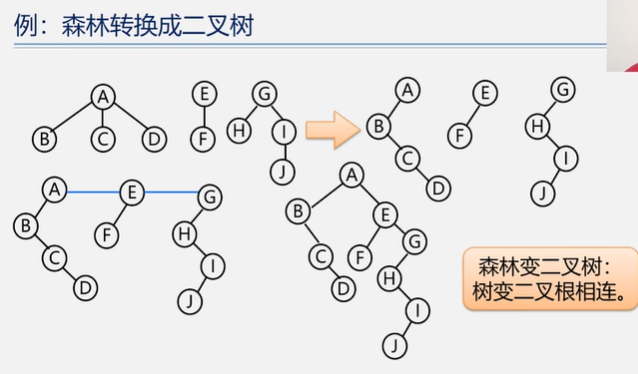 例：森林转换成二叉树
A E G A E G
B C D F H I B F H
J C I
D J
A E G A
B F H B E
C I C F G
D J D H
I
J
森林变二叉树：
树变二叉根相连。